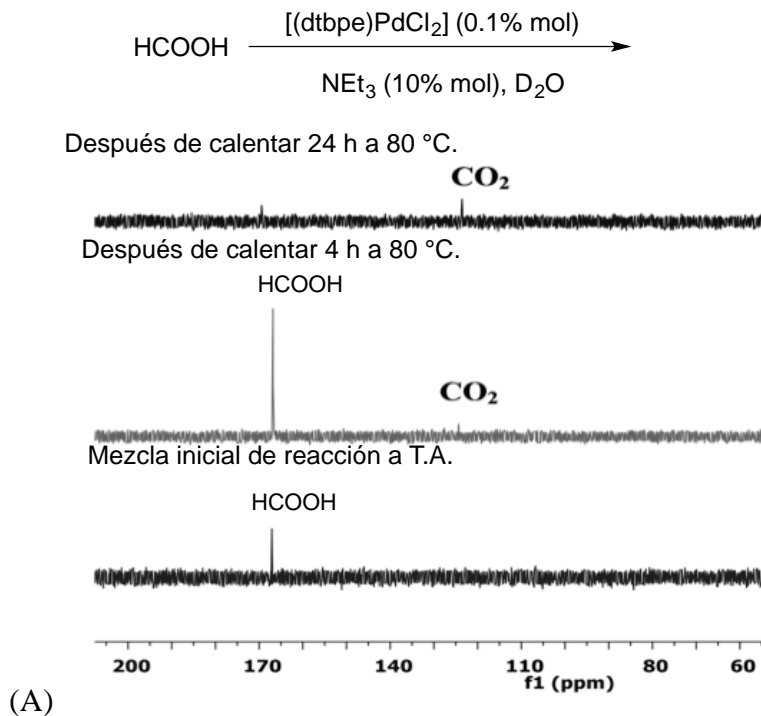 [(dtbpe)PdCl₂] (0.1% mol)
HCOOH
NEt₃ (10% mol), D₂O
Después de calentar 24 h a 80 °C.
CO₂
Después de calentar 4 h a 80 °C.
HCOOH
CO₂
Mezcla inicial de reacción a T.A.
HCOOH
200 170 140 110 80 60
f1 (ppm)
(A)